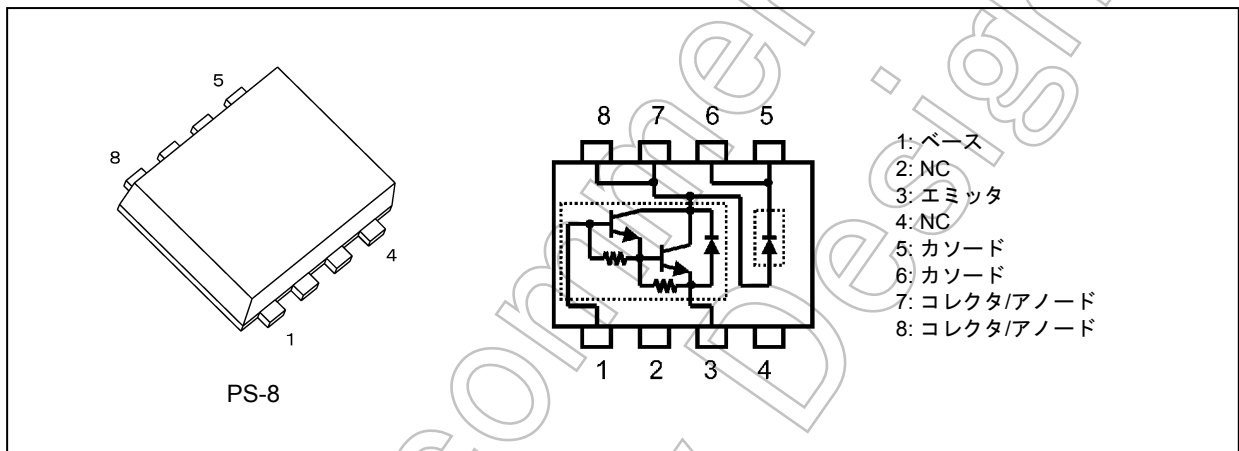 5
8
4
1
PS-8
8 7 6 5
1 2 3 4
1: ベース
2: NC
3: エミッタ
4: NC
5: カソード
6: カソード
7: コレクタ/アノード
8: コレクタ/アノード